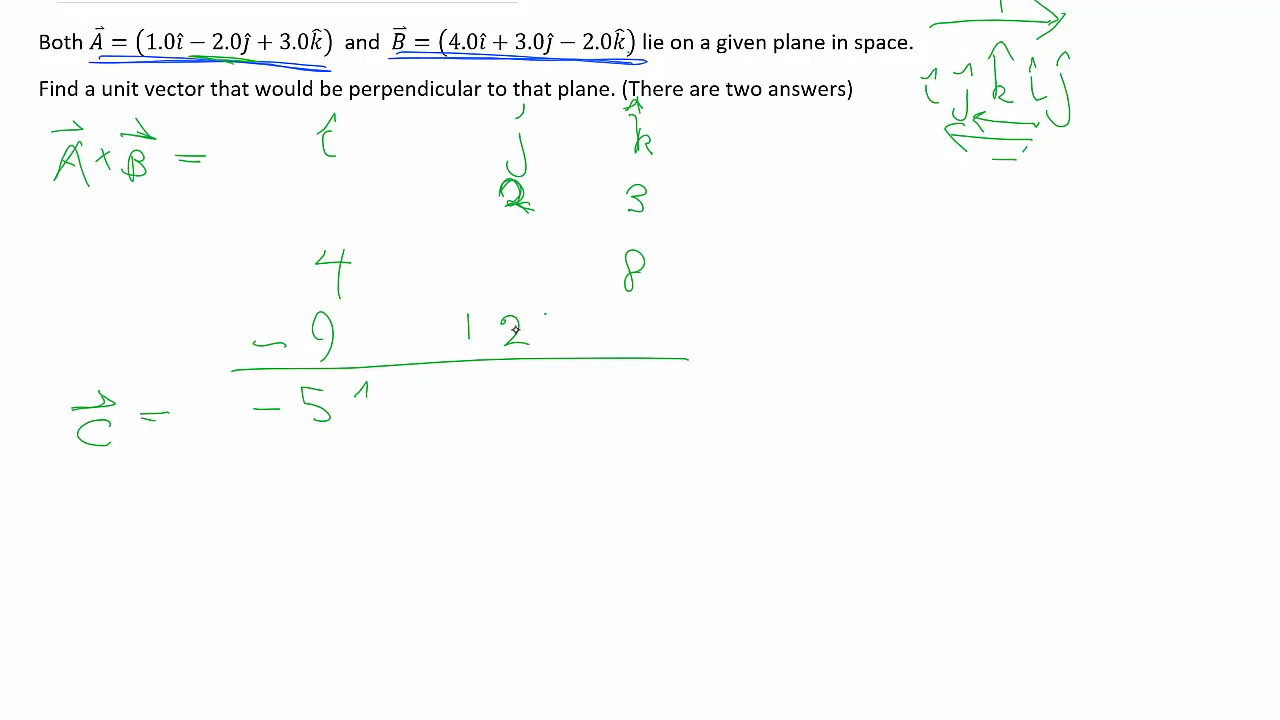 Both A⃗ = (1.0î − 2.0ĵ + 3.0k̂) and B⃗ = (4.0î + 3.0ĵ − 2.0k̂) lie on a given plane in space.
Find a unit vector that would be perpendicular to that plane. (There are two answers)
î ĵ k̂ î ĵ
−
A⃗ × B⃗ = î ĵ k̂
2 3
4 8
− 9 12
C⃗ = − 5